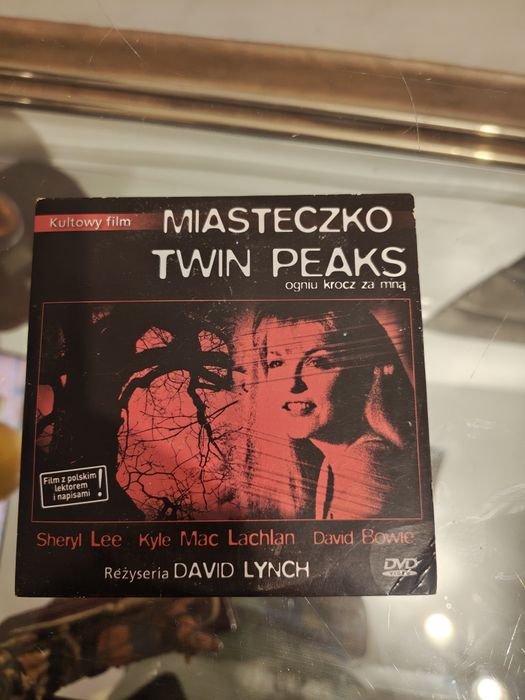 Kultowy film
MIASTECZKO
TWIN PEAKS
ogniu krocz za mną
Film z polskim
lektorem
i napisami
!
Sheryl Lee Kyle Mac Lachlan David Bowie
Reżyseria DAVID LYNCH
DVD
VIDEO